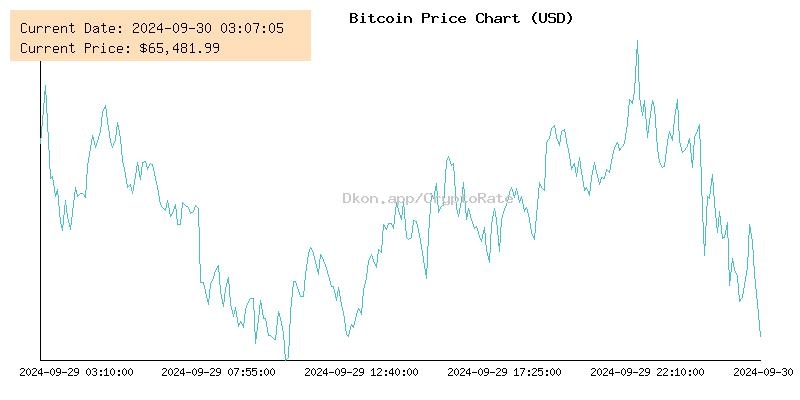 Bitcoin Price Chart (USD)
Current Date: 2024-09-30 03:07:05
Current Price: $65,481.99
Dkon.app/CryptoRate
2024-09-29 03:10:00 2024-09-29 07:55:00 2024-09-29 12:40:00 2024-09-29 17:25:00 2024-09-29 22:10:00 2024-09-30